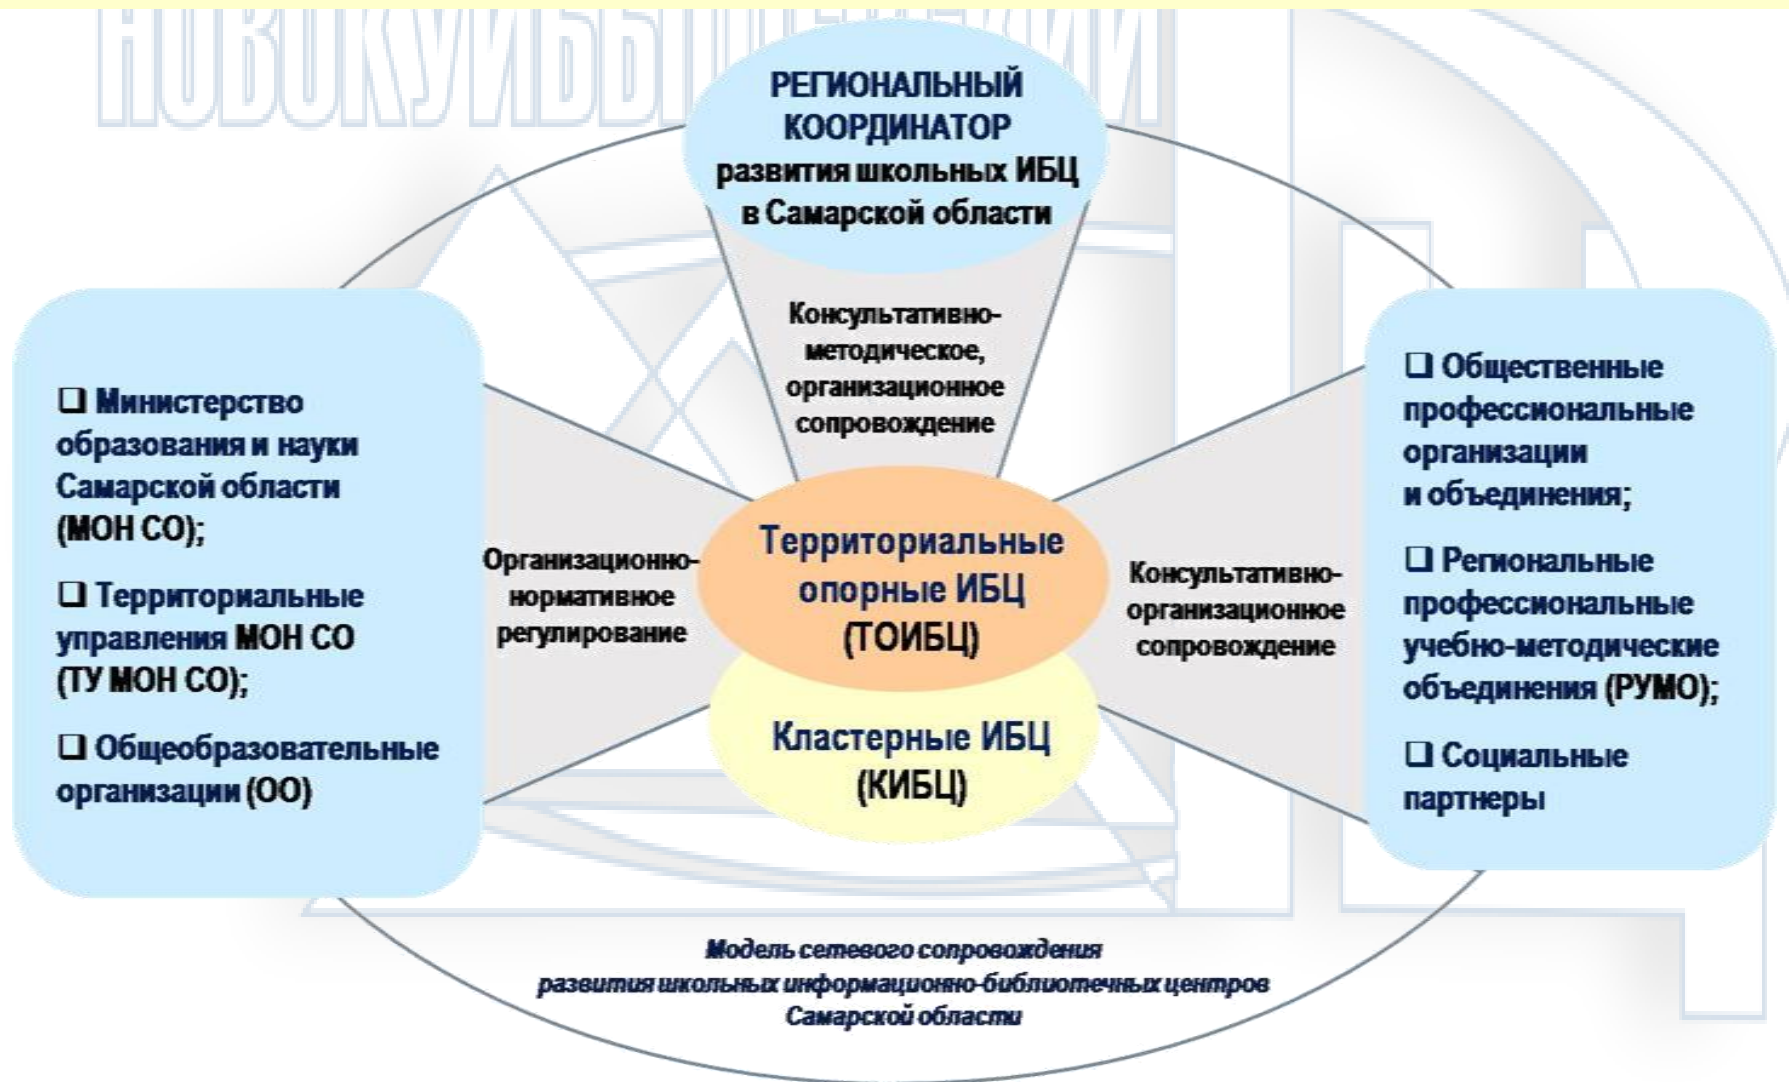 РЕГИОНАЛЬНЫЙ
КООРДИНАТОР
развития школьных ИБЦ
в Самарской области
Консультативно-
методическое,
организационное
сопровождение
❑ Министерство
образования и науки
Самарской области
(МОН СО);
❑ Территориальные
управления МОН СО
(ТУ МОН СО);
❑ Общеобразовательные
организации (ОО)
Организационно-
нормативное
регулирование
Территориальные
опорные ИБЦ
(ТОИБЦ)
Кластерные ИБЦ
(КИБЦ)
Консультативно-
организационное
сопровождение
❑ Общественные
профессиональные
организации
и объединения;
❑ Региональные
профессиональные
учебно-методические
объединения (РУМО);
❑ Социальные
партнеры
Модель сетевого сопровождения
развития школьных информационно-библиотечных центров
Самарской области